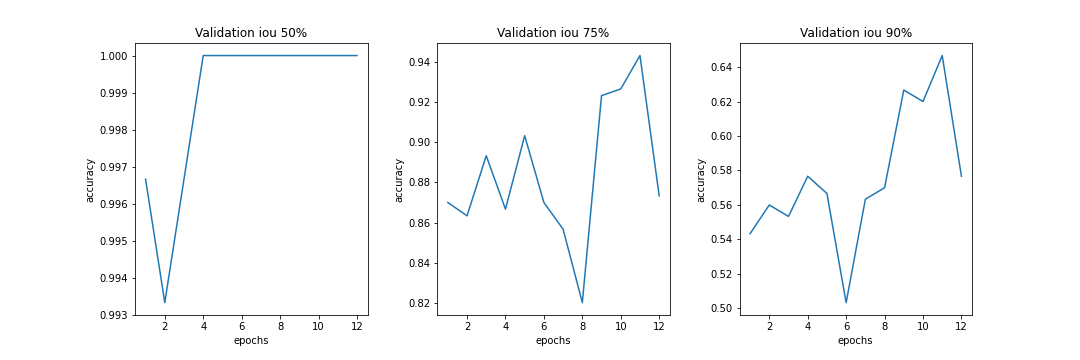 Validation iou 50%
1.000
0.999
0.998
0.997
0.996
0.995
0.994
0.993
accuracy
2 4 6 8 10 12
epochs
Validation iou 75%
0.94
0.92
0.90
0.88
0.86
0.84
0.82
accuracy
2 4 6 8 10 12
epochs
Validation iou 90%
0.64
0.62
0.60
0.58
0.56
0.54
0.52
0.50
accuracy
2 4 6 8 10 12
epochs